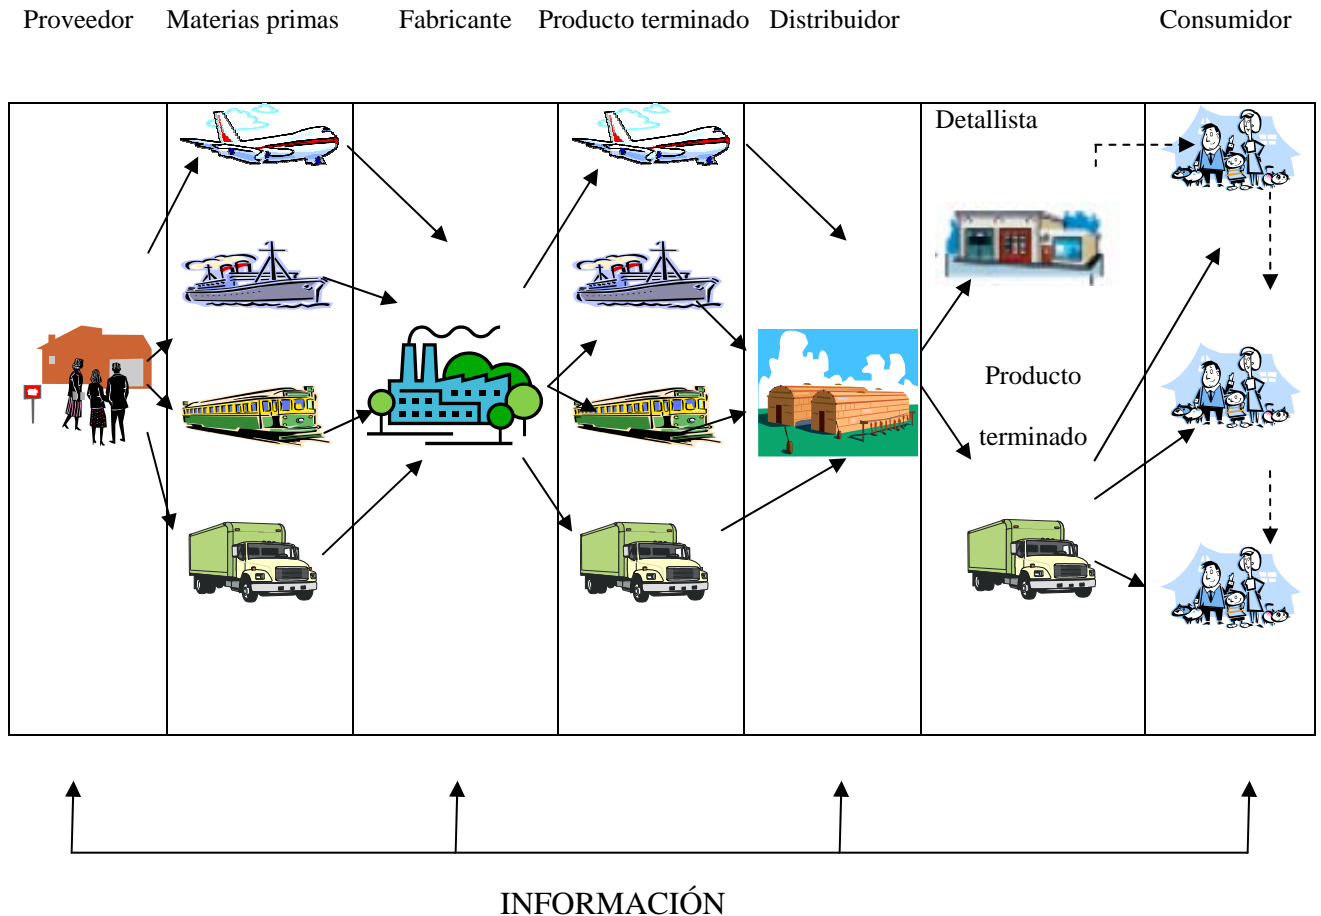 Proveedor Materias primas Fabricante Producto terminado Distribuidor Consumidor
Detallista
Producto
terminado
INFORMACIÓN